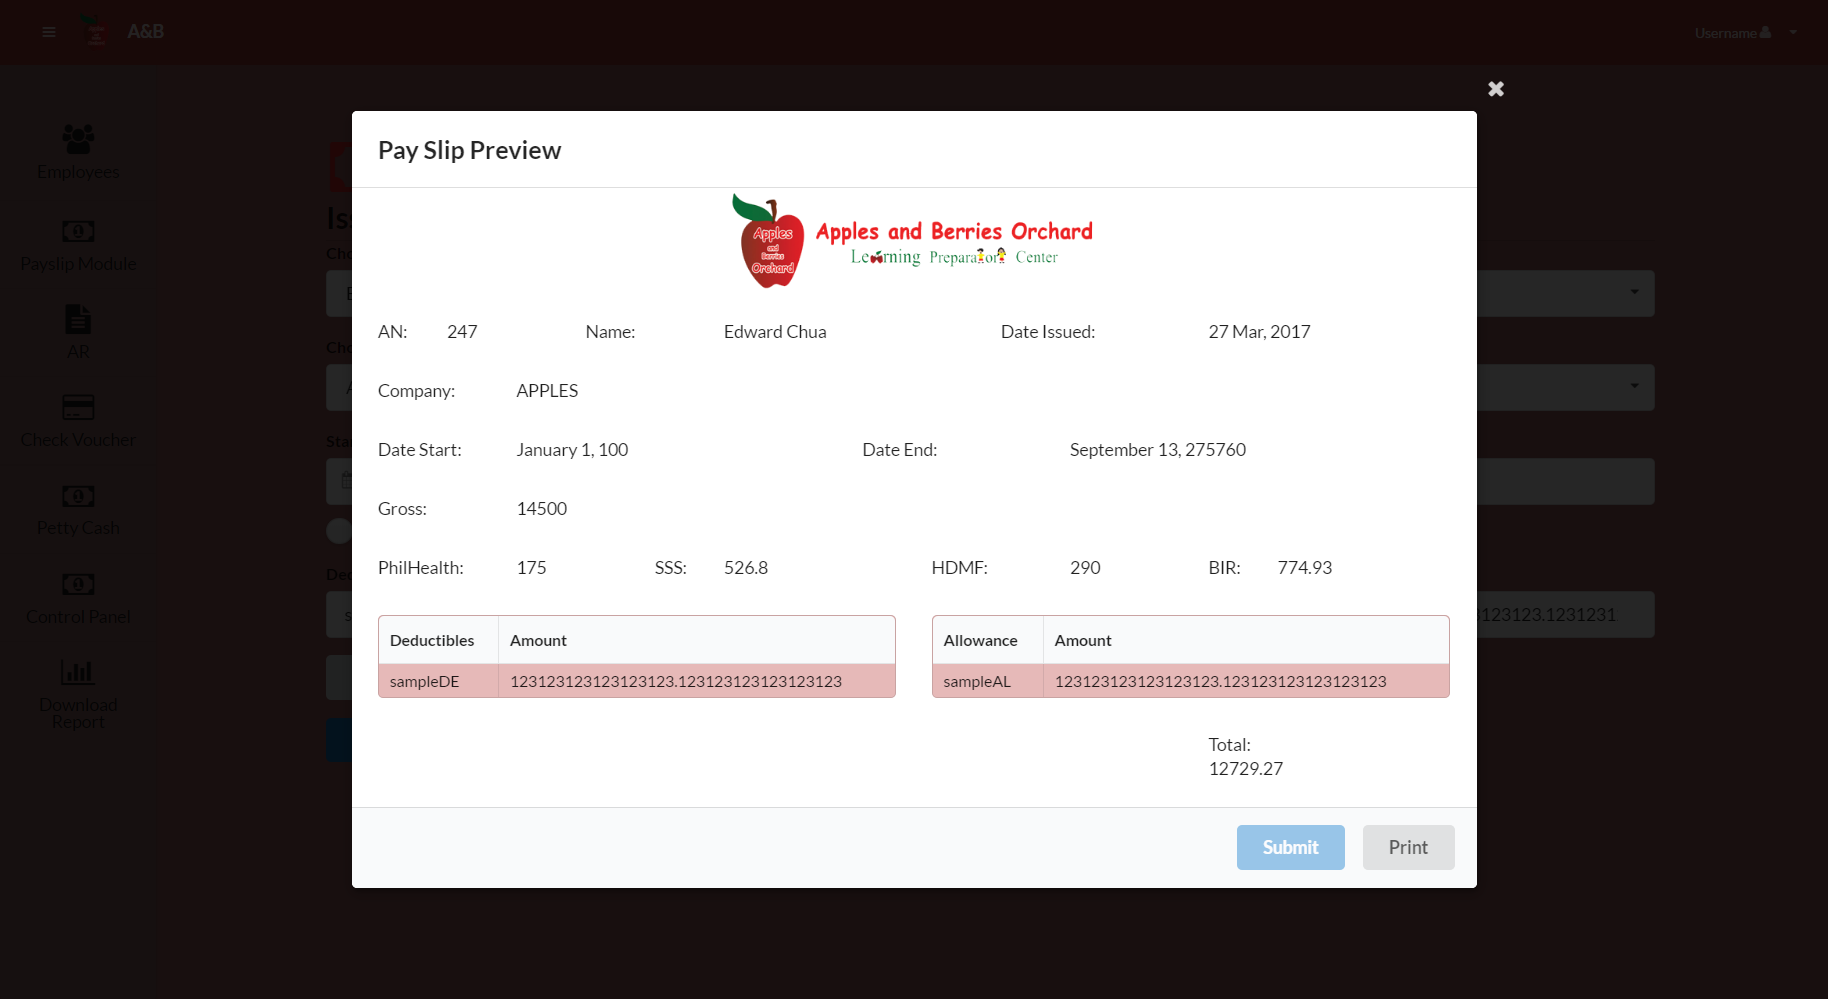 A&B
Username
Employees
Payslip Module
AR
Check Voucher
Petty Cash
Control Panel
Download
Report
Pay Slip Preview
Apples
and
Berries
Orchard
Apples and Berries Orchard
Learning Preparatory Center
AN: 247 Name: Edward Chua Date Issued: 27 Mar, 2017
Company: APPLES
Date Start: January 1, 100 Date End: September 13, 275760
Gross: 14500
PhilHealth: 175 SSS: 526.8 HDMF: 290 BIR: 774.93
Deductibles Amount
sampleDE 123123123123123123.123123123123123123
Allowance Amount
sampleAL 123123123123123123.123123123123123123
Total:
12729.27
Submit Print